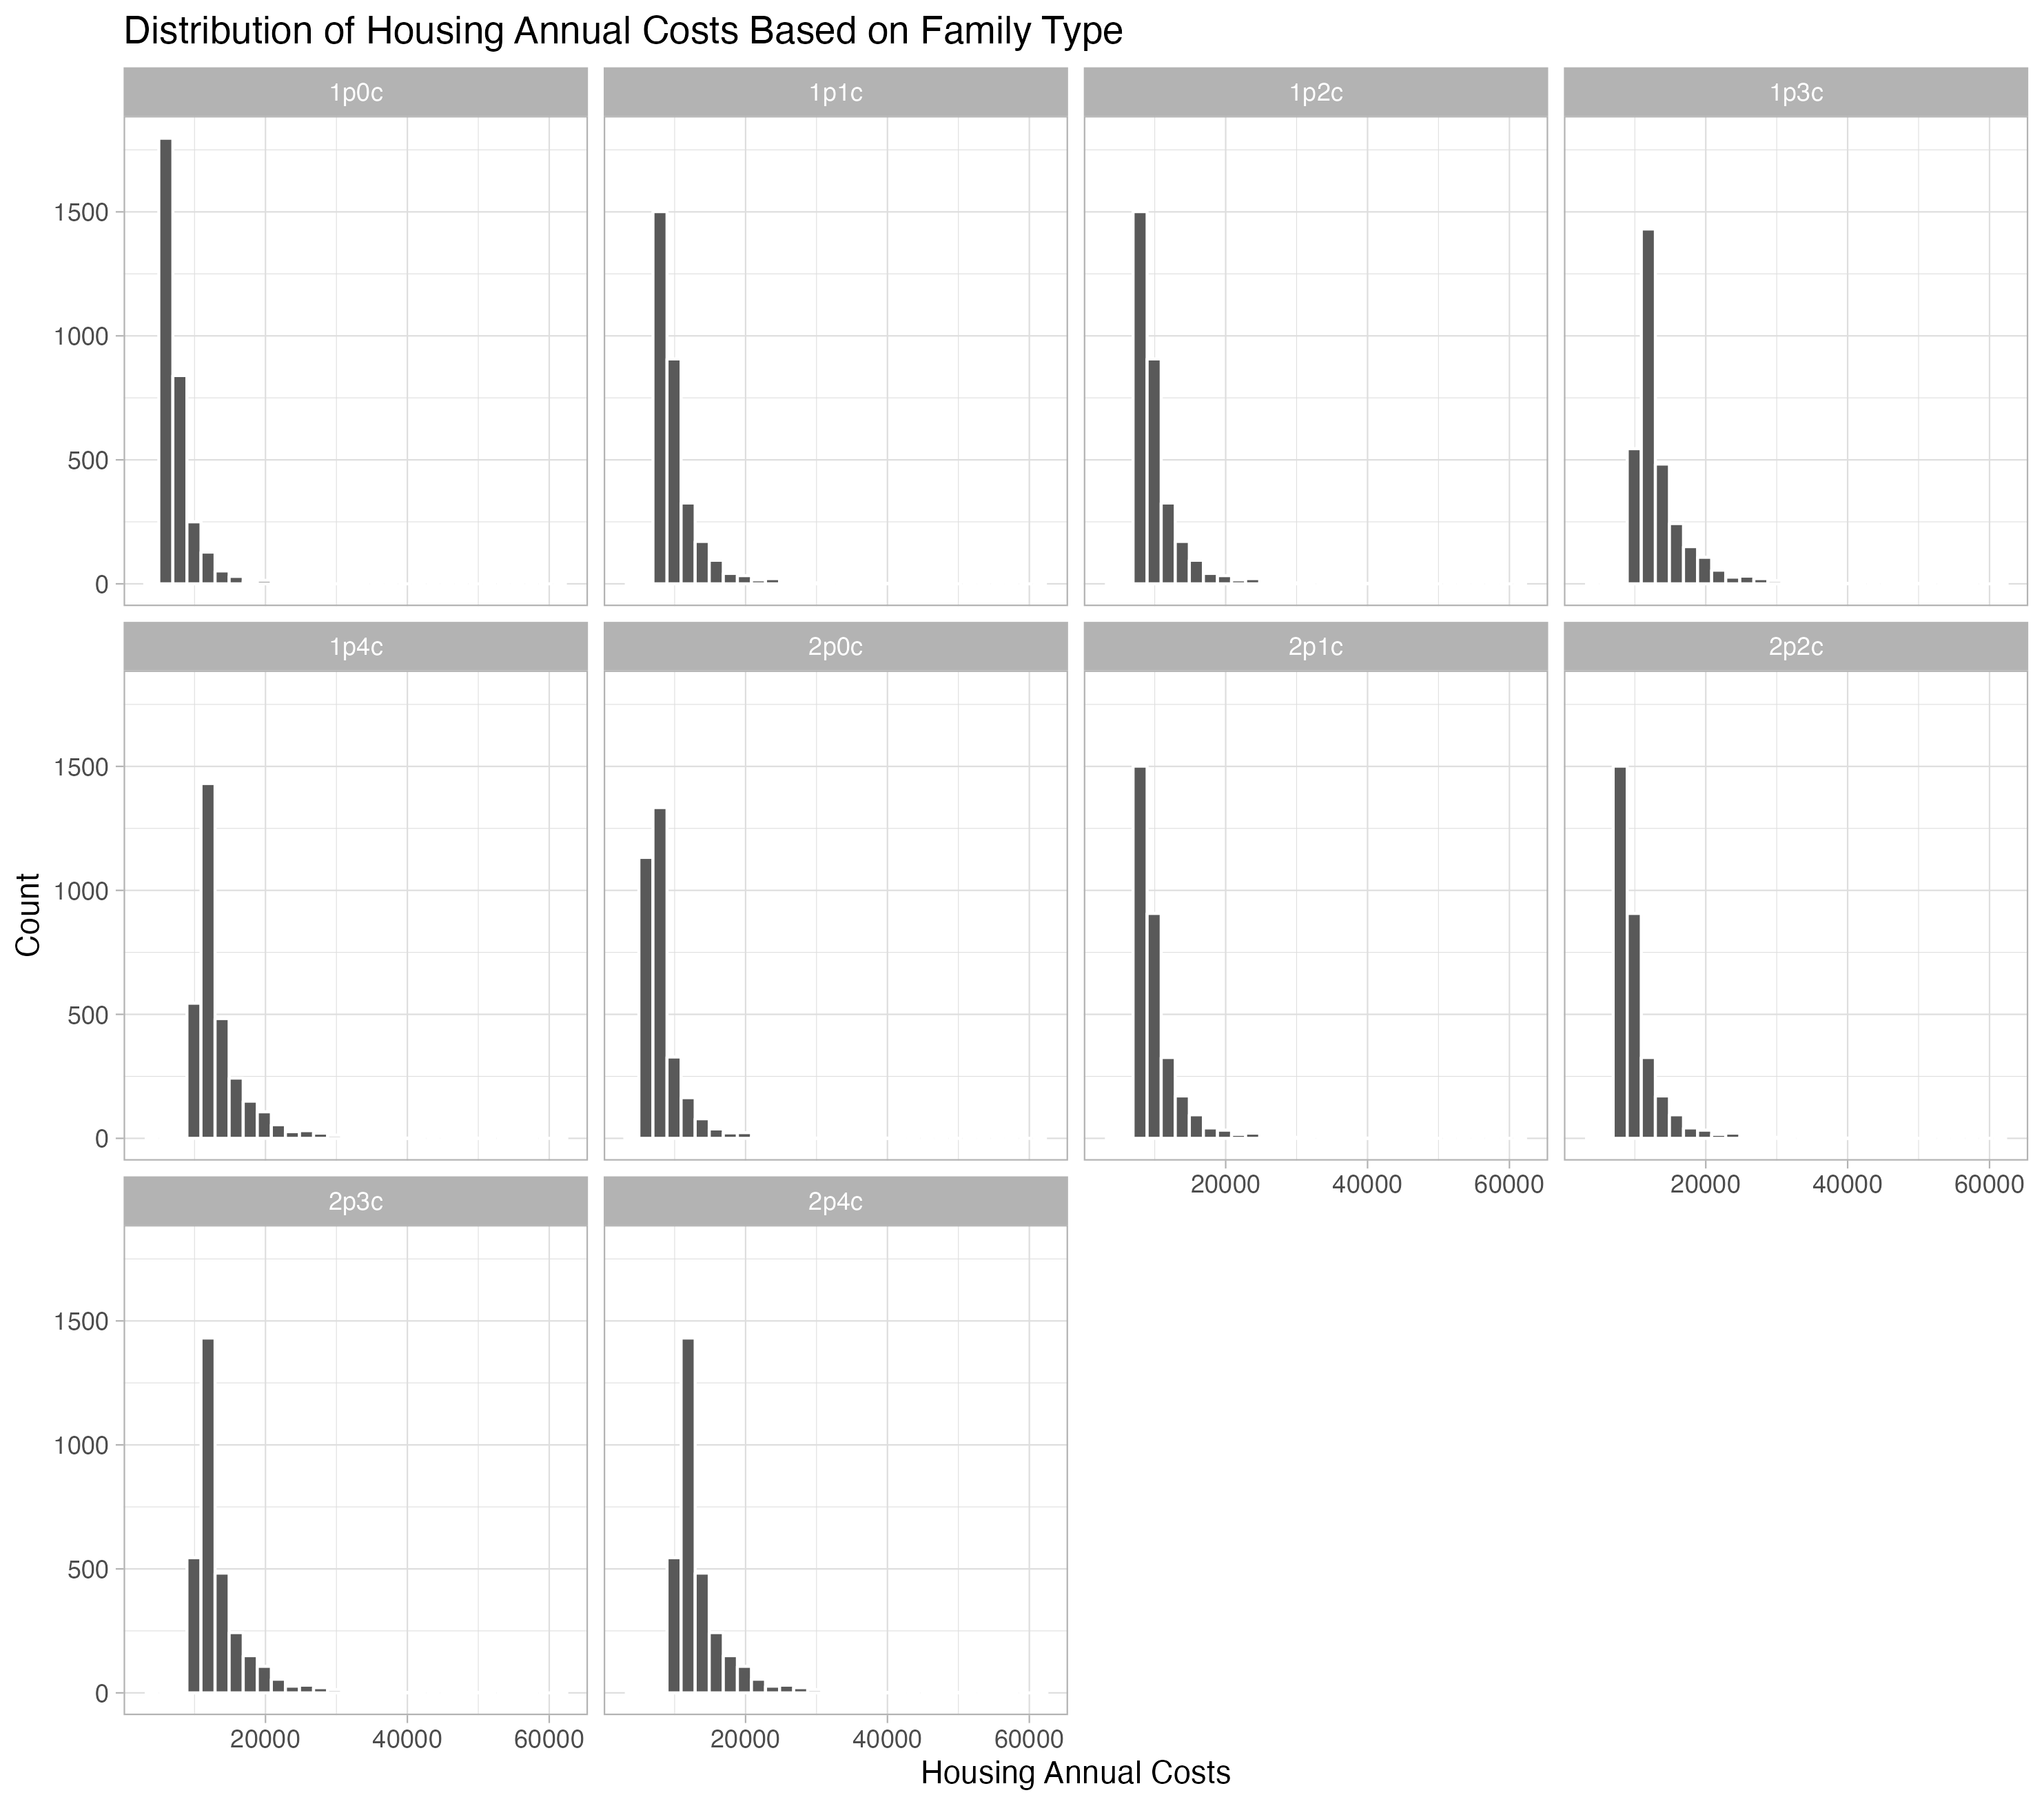 Distribution of Housing Annual Costs Based on Family Type
1p0c 1p1c 1p2c 1p3c
1500
1000
500
0
1p4c 2p0c 2p1c 2p2c
1500
1000
500
0
20000 40000 60000 20000 40000 60000
2p3c 2p4c
1500
1000
500
0
20000 40000 60000 20000 40000 60000
Count
Housing Annual Costs